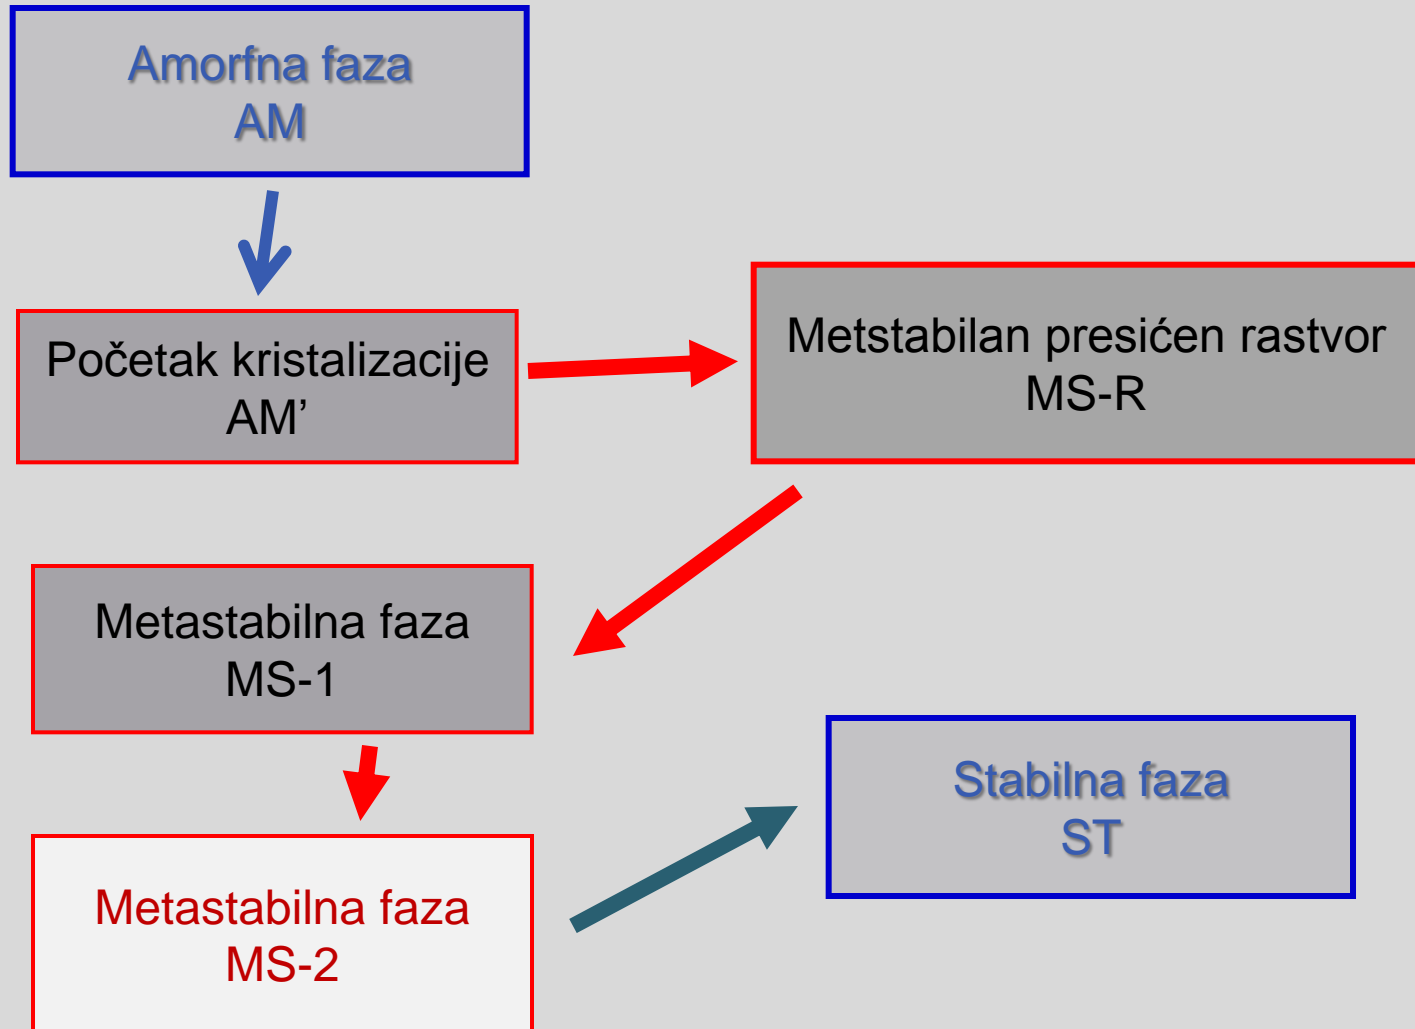 Amorfna faza
AM
Početak kristalizacije
AM’
Metstabilan presićen rastvor
MS-R
Metastabilna faza
MS-1
Stabilna faza
ST
Metastabilna faza
MS-2